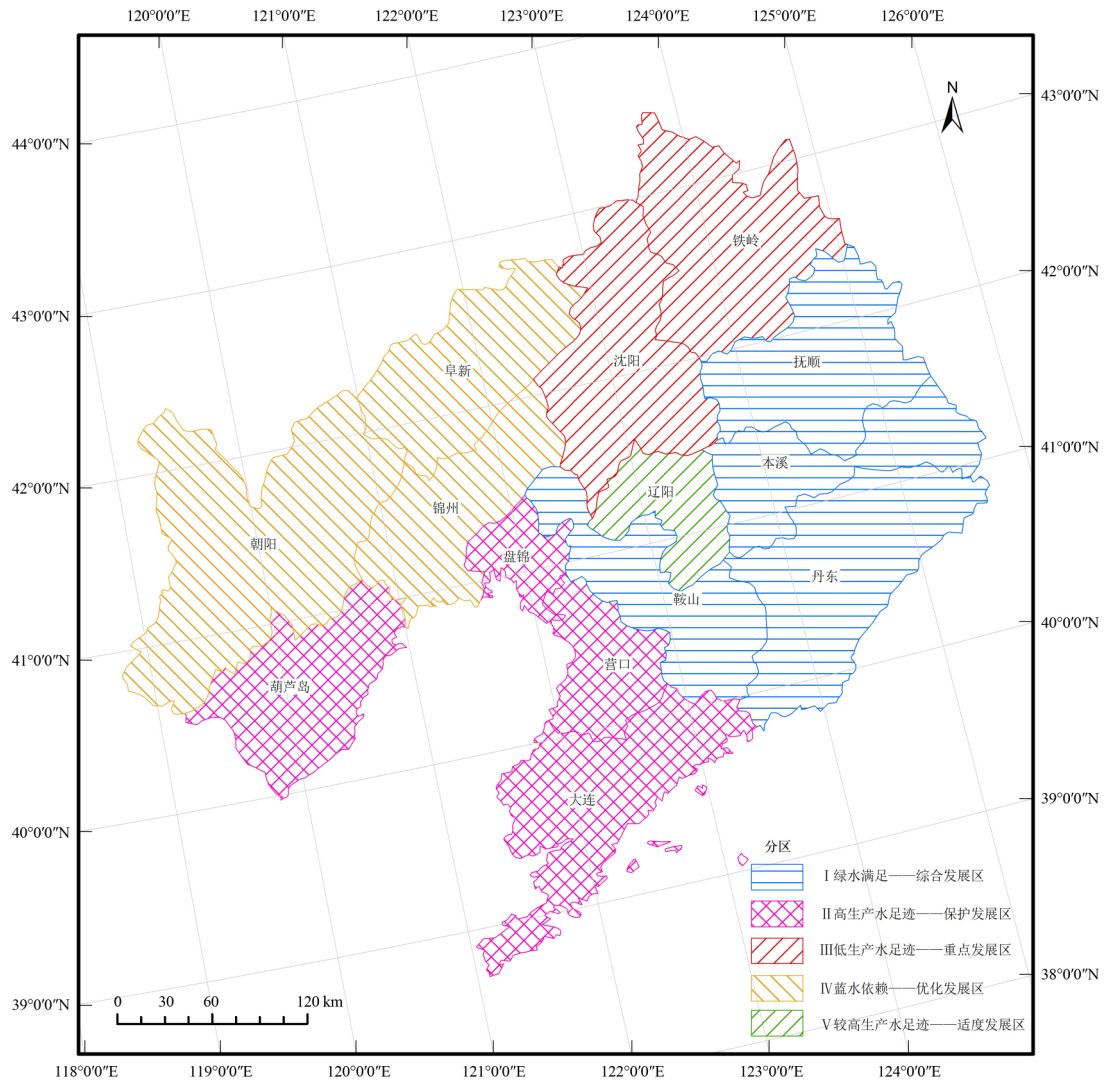 120°0′0″E 121°0′0″E 122°0′0″E 123°0′0″E 124°0′0″E 125°0′0″E 126°0′0″E
N
43°0′0″N
44°0′0″N
铁岭
42°0′0″N
43°0′0″N
沈阳
抚顺
阜新
41°0′0″N
本溪
42°0′0″N
辽阳
锦州
朝阳
盘锦
丹东
鞍山
40°0′0″N
41°0′0″N
营口
葫芦岛
39°0′0″N
大连
40°0′0″N
分区
Ⅰ绿水满足——综合发展区
Ⅱ高生产水足迹——保护发展区
Ⅲ低生产水足迹——重点发展区
38°0′0″N
Ⅳ蓝水依赖——优化发展区
39°0′0″N
0 30 60 120 km
Ⅴ较高生产水足迹——适度发展区
118°0′0″E 119°0′0″E 120°0′0″E 121°0′0″E 122°0′0″E 123°0′0″E 124°0′0″E